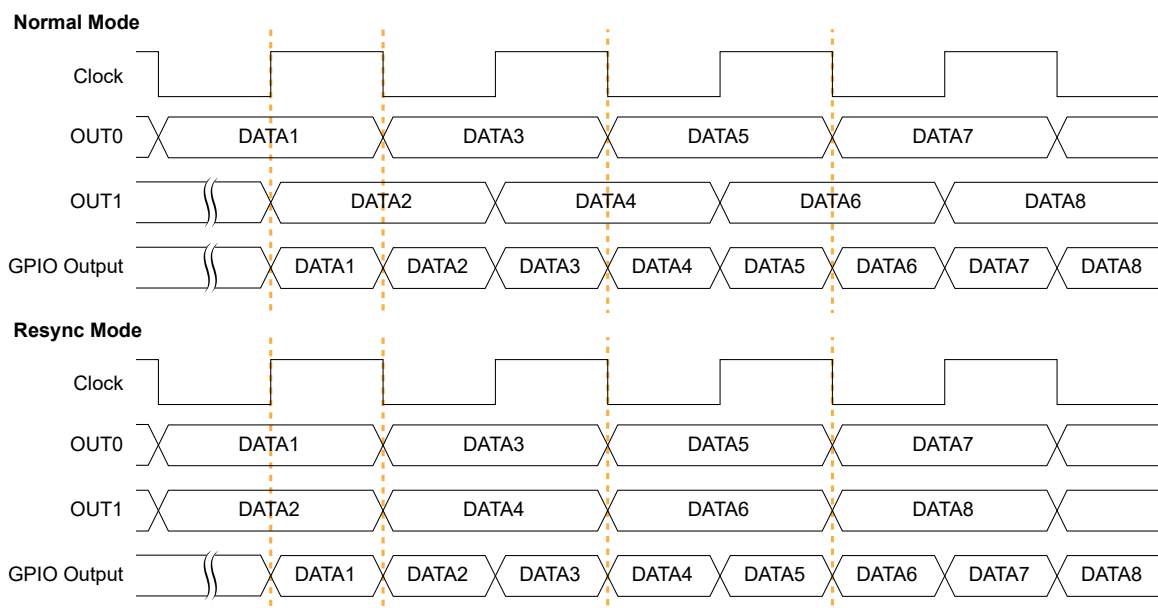 Normal Mode
Clock
OUT0 DATA1 DATA3 DATA5 DATA7
OUT1 DATA2 DATA4 DATA6 DATA8
GPIO Output DATA1 DATA2 DATA3 DATA4 DATA5 DATA6 DATA7 DATA8
Resync Mode
Clock
OUT0 DATA1 DATA3 DATA5 DATA7
OUT1 DATA2 DATA4 DATA6 DATA8
GPIO Output DATA1 DATA2 DATA3 DATA4 DATA5 DATA6 DATA7 DATA8